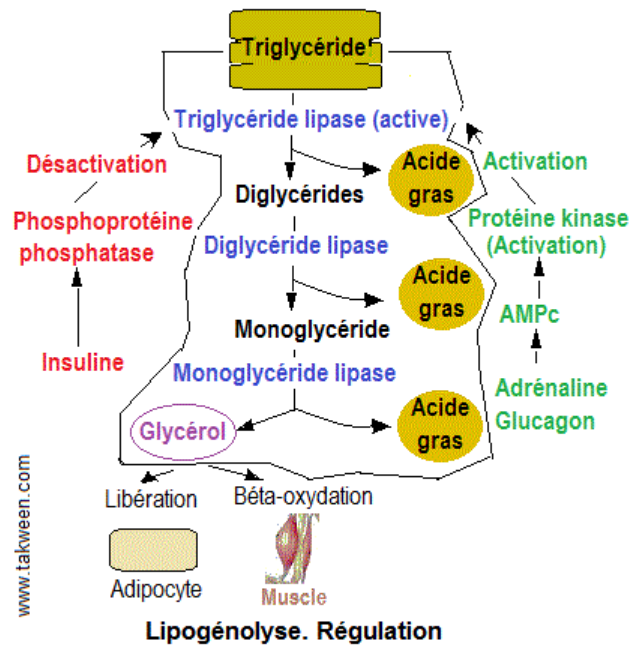 Triglycéride
Triglycéride lipase (active)
Désactivation
Acide
gras
Activation
Diglycérides
Phosphoprotéine
phosphatase
Protéine kinase
(Activation)
Diglycéride lipase
Acide
gras
AMPc
Monoglycéride
Insuline
Monoglycéride lipase
Adrénaline
Glucagon
Acide
gras
Glycérol
Libération
Béta-oxydation
Adipocyte
Muscle
www.takween.com
Lipogénolyse. Régulation